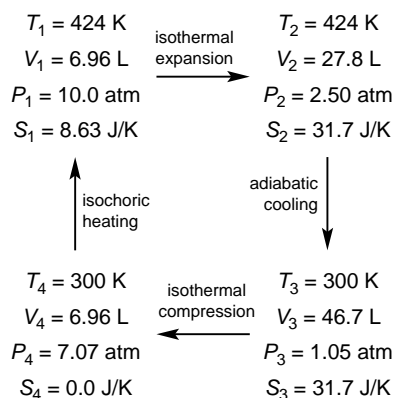 T₁ = 424 K
V₁ = 6.96 L
P₁ = 10.0 atm
S₁ = 8.63 J/K
isothermal
expansion
T₂ = 424 K
V₂ = 27.8 L
P₂ = 2.50 atm
S₂ = 31.7 J/K
isochoric
heating
adiabatic
cooling
T₄ = 300 K
V₄ = 6.96 L
P₄ = 7.07 atm
S₄ = 0.0 J/K
isothermal
compression
T₃ = 300 K
V₃ = 46.7 L
P₃ = 1.05 atm
S₃ = 31.7 J/K